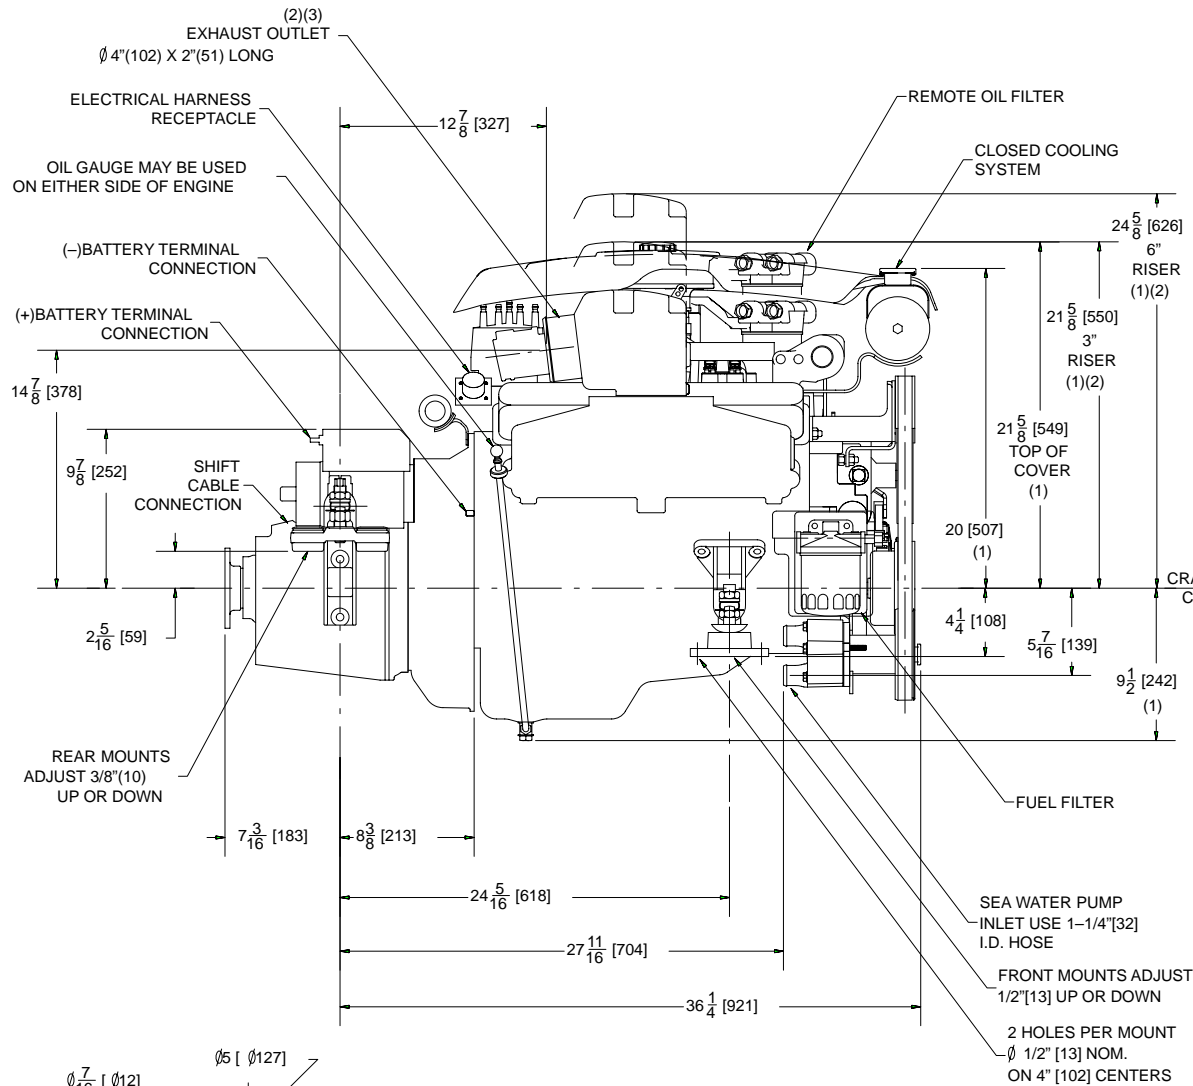 (2)(3)
EXHAUST OUTLET
Ø 4"(102) X 2"(51) LONG
ELECTRICAL HARNESS
RECEPTACLE
12 7/8 [327]
REMOTE OIL FILTER
CLOSED COOLING
SYSTEM
OIL GAUGE MAY BE USED
ON EITHER SIDE OF ENGINE
(–)BATTERY TERMINAL
CONNECTION
24 5/8 [626]
6"
RISER
(1)(2)
(+)BATTERY TERMINAL
CONNECTION
21 5/8 [550]
3"
RISER
(1)(2)
14 7/8 [378]
21 5/8 [549]
TOP OF
COVER
(1)
9 7/8 [252]
SHIFT
CABLE
CONNECTION
20 [507]
(1)
CRA
C
2 5/16 [59]
4 1/4 [108]
5 7/16 [139]
9 1/2 [242]
(1)
REAR MOUNTS
ADJUST 3/8"(10)
UP OR DOWN
FUEL FILTER
7 3/16 [183]
8 3/8 [213]
24 5/16 [618]
SEA WATER PUMP
INLET USE 1–1/4"[32]
I.D. HOSE
27 11/16 [704]
FRONT MOUNTS ADJUST
1/2"[13] UP OR DOWN
36 1/4 [921]
2 HOLES PER MOUNT
Ø 1/2" [13] NOM.
ON 4" [102] CENTERS
Ø5 [ Ø127]
Ø 7/16 [ Ø12]